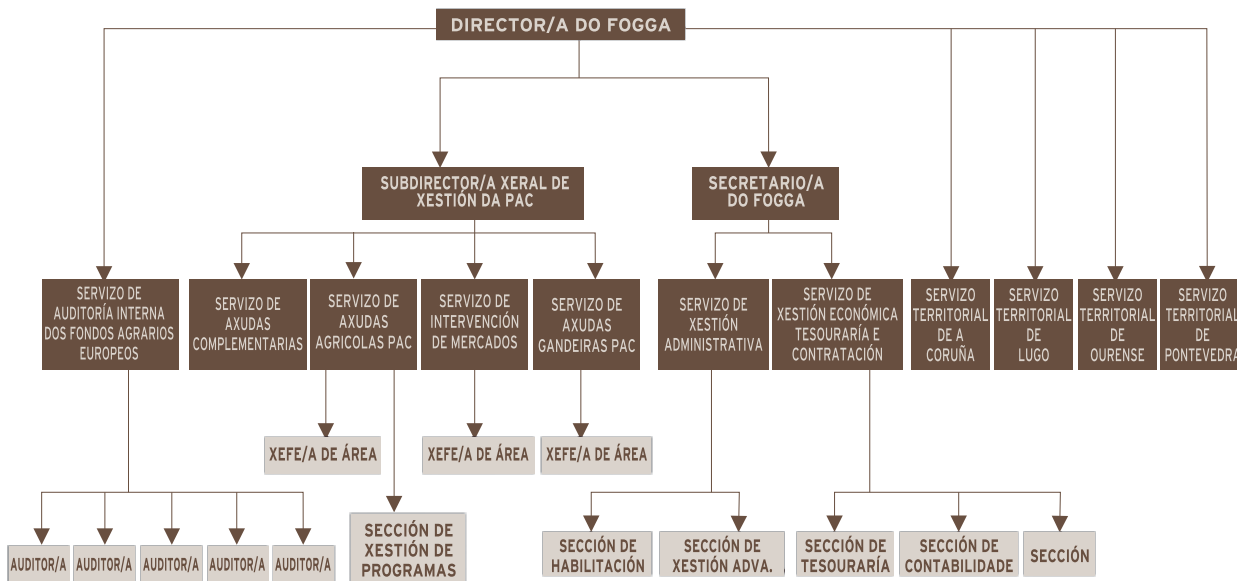 DIRECTOR/A DO FOGGA
SUBDIRECTOR/A XERAL DE
XESTIÓN DA PAC
SECRETARIO/A
DO FOGGA
SERVIZO DE
AUDITORÍA INTERNA
DOS FONDOS AGRARIOS
EUROPEOS
SERVIZO DE
AXUDAS
COMPLEMENTARIAS
SERVIZO DE
AXUDAS
AGRICOLAS PAC
SERVIZO DE
INTERVENCIÓN
DE MERCADOS
SERVIZO DE
AXUDAS
GANDEIRAS PAC
SERVIZO DE
XESTIÓN
ADMINISTRATIVA
SERVIZO DE
XESTIÓN ECONÓMICA
TESOURARÍA E
CONTRATACIÓN
SERVIZO
TERRITORIAL
DE A
CORUÑA
SERVIZO
TERRITORIAL
DE
LUGO
SERVIZO
TERRITORIAL
DE
OURENSE
SERVIZO
TERRITORIAL
DE
PONTEVEDRA
XEFE/A DE ÁREA
XEFE/A DE ÁREA
XEFE/A DE ÁREA
AUDITOR/A
AUDITOR/A
AUDITOR/A
AUDITOR/A
AUDITOR/A
SECCIÓN DE
XESTIÓN DE
PROGRAMAS
SECCIÓN DE
HABILITACIÓN
SECCIÓN DE
XESTIÓN ADVA.
SECCIÓN DE
TESOURARÍA
SECCIÓN DE
CONTABILIDADE
SECCIÓN